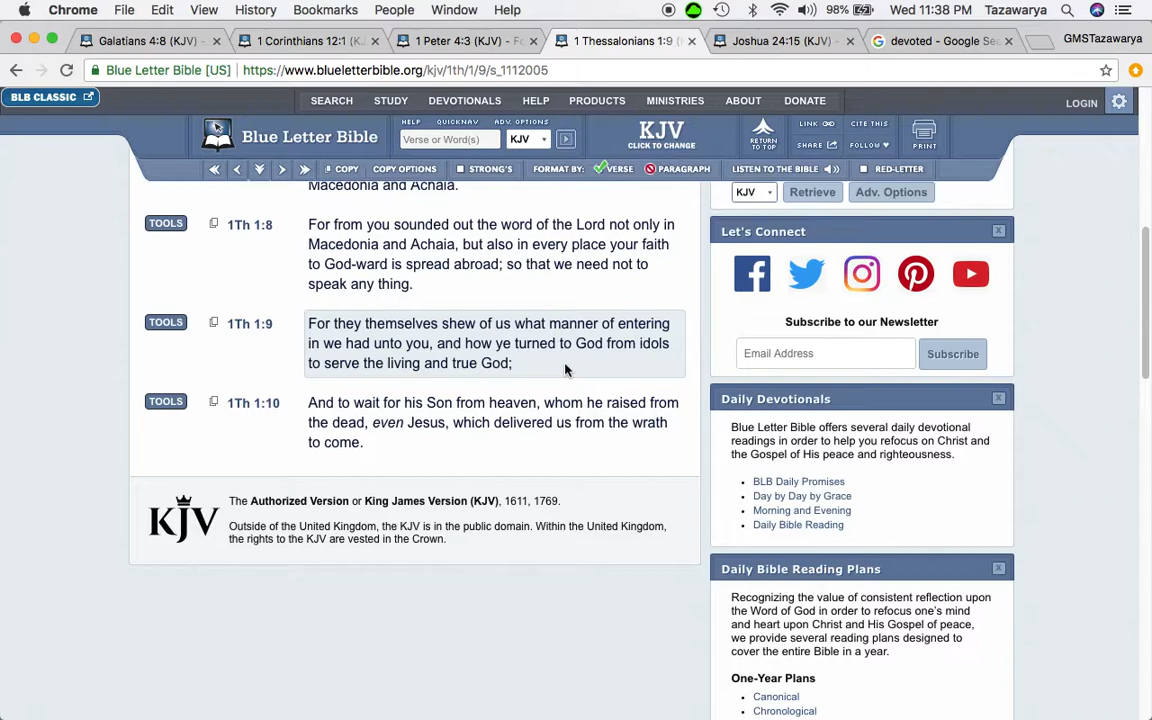 Chrome File Edit View History Bookmarks People Window Help 98% Wed 11:38 PM Tazawarya
Galatians 4:8 (KJV) 1 Corinthians 12:1 ( 1 Peter 4:3 (KJV) - Fo 1 Thessalonians 1:9 ( Joshua 24:15 (KJV) devoted - Google Sea GMSTazawarya
Blue Letter Bible [US] https://www.blueletterbible.org/kjv/1th/1/9/s_1112005
BLB CLASSIC
SEARCH STUDY DEVOTIONALS HELP PRODUCTS MINISTRIES ABOUT DONATE LOGIN
Blue Letter Bible
HELP QUICKNAV ADV. OPTIONS
Verse or Word(s) KJV
KJV
CLICK TO CHANGE
RETURN
TO TOP
LINK CITE THIS
SHARE FOLLOW
PRINT
COPY COPY OPTIONS STRONG'S FORMAT BY: VERSE PARAGRAPH LISTEN TO THE BIBLE RED-LETTER
Macedonia and Achaia.
TOOLS 1Th 1:8 For from you sounded out the word of the Lord not only in
Macedonia and Achaia, but also in every place your faith
to God-ward is spread abroad; so that we need not to
speak any thing.
TOOLS 1Th 1:9 For they themselves shew of us what manner of entering
in we had unto you, and how ye turned to God from idols
to serve the living and true God;
TOOLS 1Th 1:10 And to wait for his Son from heaven, whom he raised from
the dead, even Jesus, which delivered us from the wrath
to come.
KJV
The Authorized Version or King James Version (KJV), 1611, 1769.
Outside of the United Kingdom, the KJV is in the public domain. Within the United Kingdom,
the rights to the KJV are vested in the Crown.
KJV Retrieve Adv. Options
Let's Connect
Subscribe to our Newsletter
Email Address Subscribe
Daily Devotionals
Blue Letter Bible offers several daily devotional
readings in order to help you refocus on Christ and
the Gospel of His peace and righteousness.
BLB Daily Promises
Day by Day by Grace
Morning and Evening
Daily Bible Reading
Daily Bible Reading Plans
Recognizing the value of consistent reflection upon
the Word of God in order to refocus one's mind
and heart upon Christ and His Gospel of peace,
we provide several reading plans designed to
cover the entire Bible in a year.
One-Year Plans
Canonical
Chronological